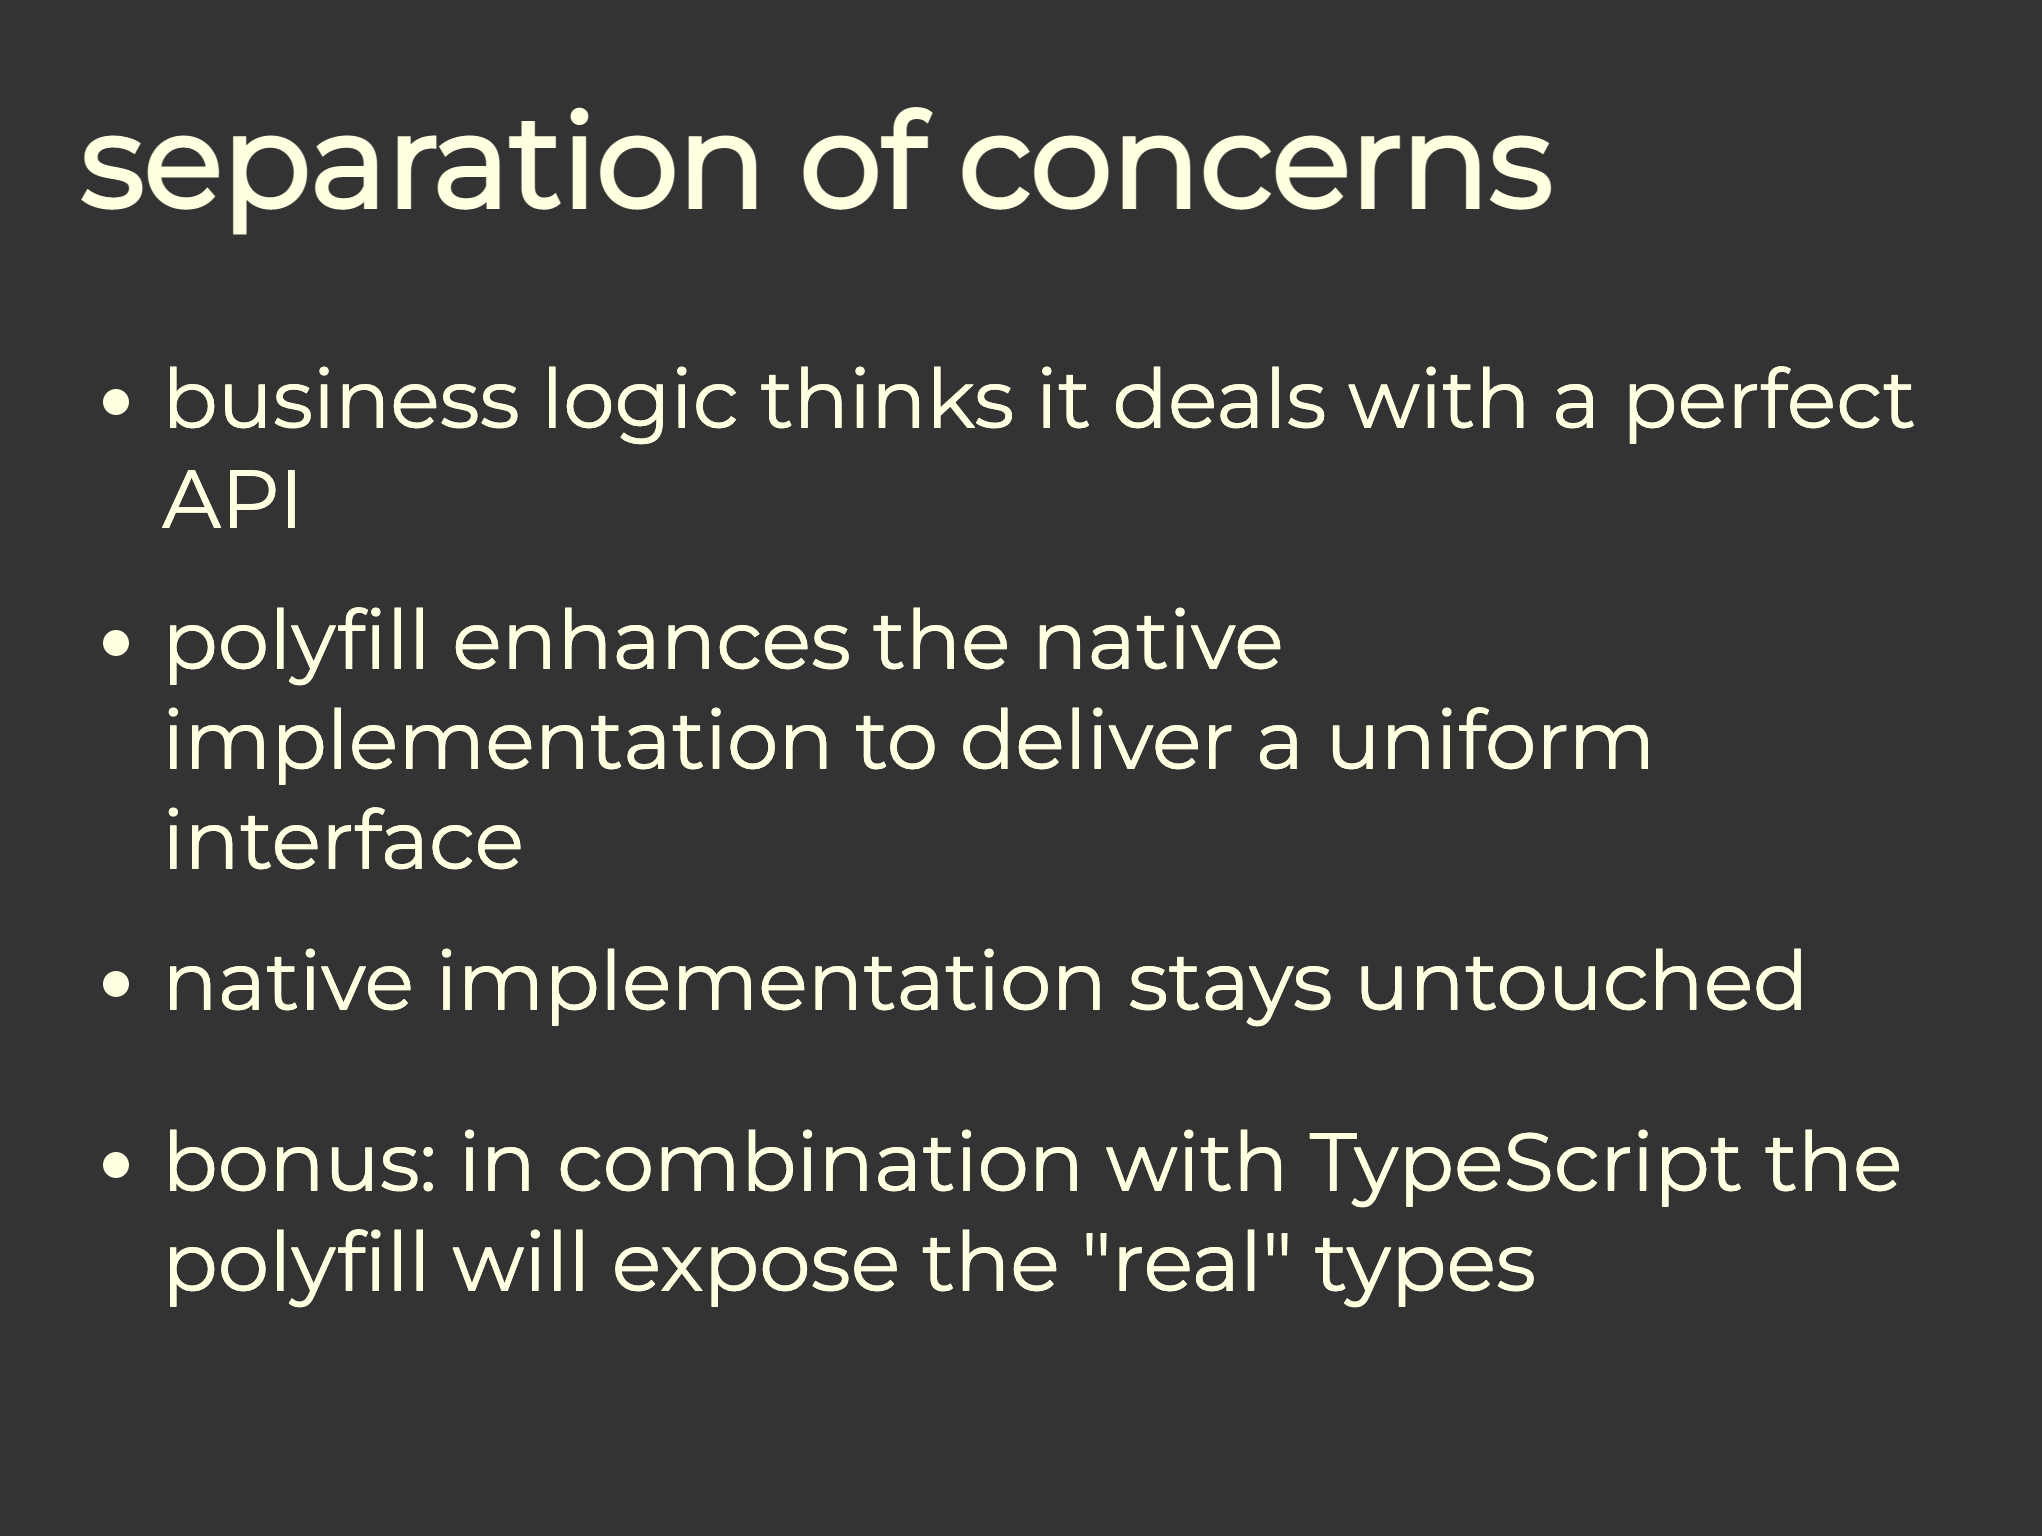 separation of concerns
• business logic thinks it deals with a perfect
API
• polyfill enhances the native
implementation to deliver a uniform
interface
• native implementation stays untouched
• bonus: in combination with TypeScript the
polyfill will expose the "real" types